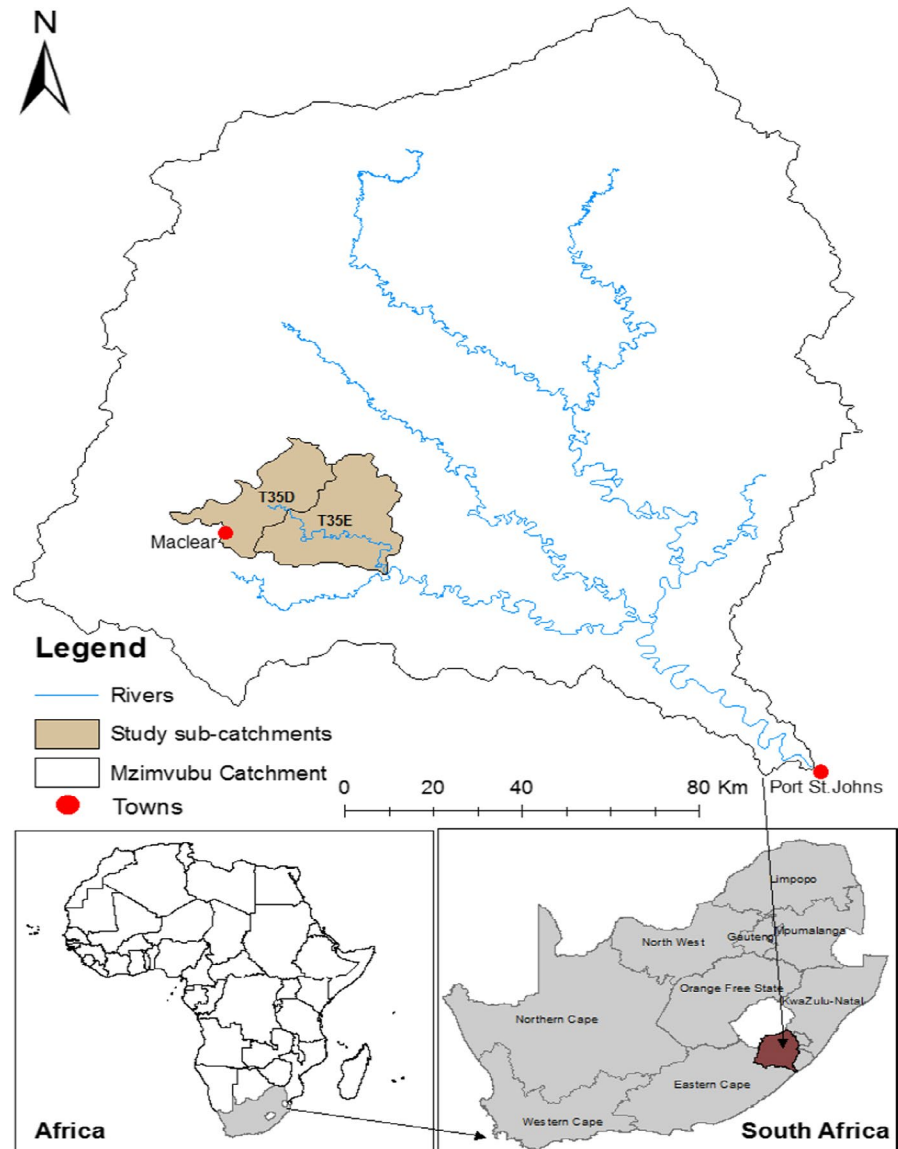 N
T35D
T35E
Maclear
Legend
Rivers
Study sub-catchments
Mzimvubu Catchment
Towns
0 20 40 80 Km
Port St.Johns
Africa
Limpopo
North West
Gauteng
Mpumalanga
Orange Free State
KwaZulu-Natal
Northern Cape
Eastern Cape
Western Cape
South Africa